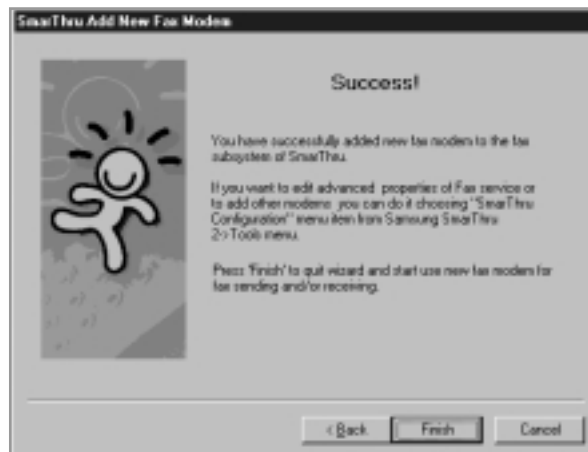 SmarThru Add New Fax Modem
Success!
You have successfully added new fax modem to the fax
subsystem of SmarThru.
If you want to edit advanced properties of Fax service or
to add other modems you can do it choosing "SmarThru
Configuration" menu item from Samsung SmarThru
2->Tools menu.
Press 'Finish' to quit wizard and start use new fax modem for
fax sending and/or receiving.
< Back
Finish
Cancel